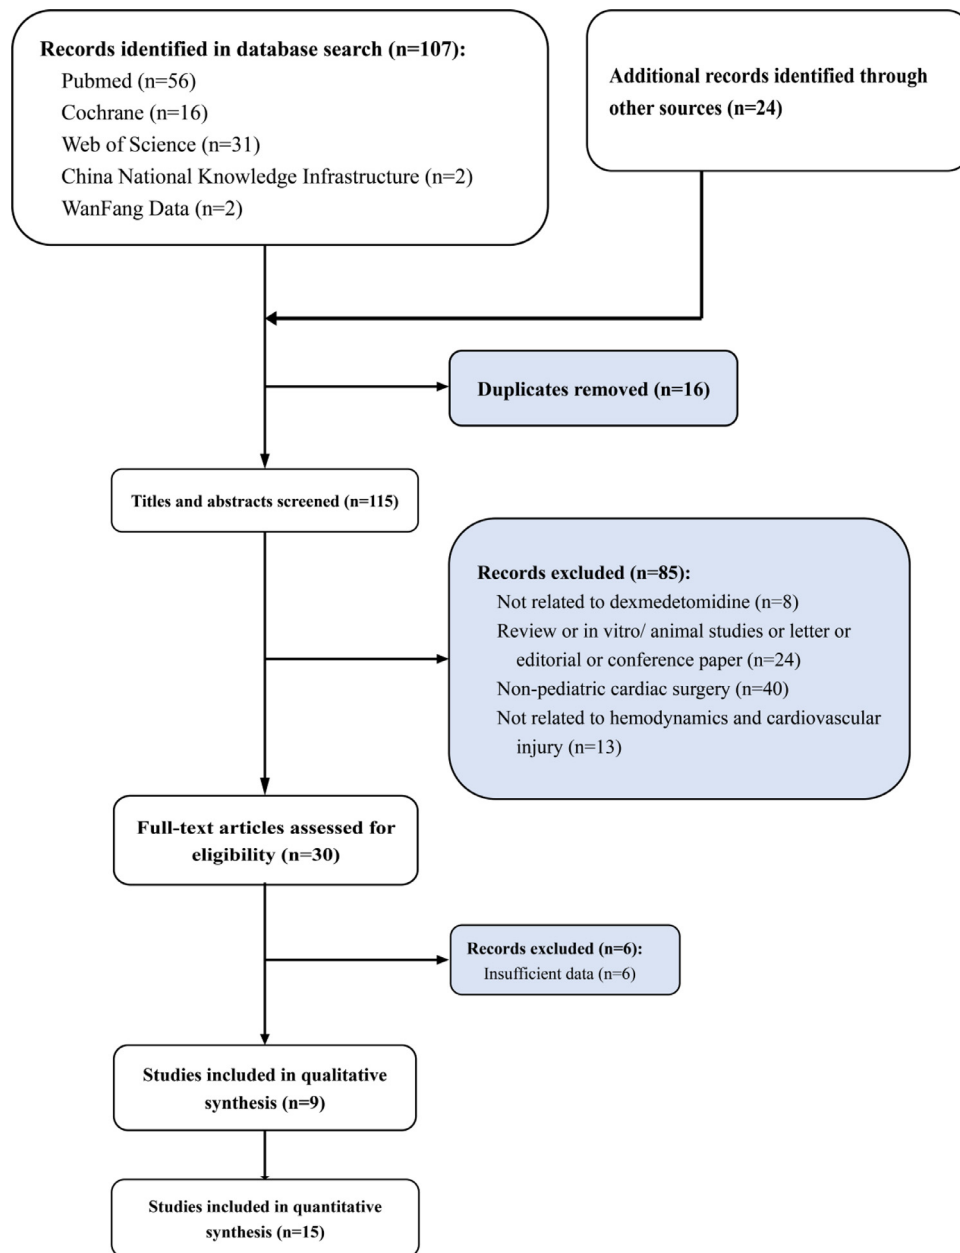 Records identified in database search (n=107):
Pubmed (n=56)
Cochrane (n=16)
Web of Science (n=31)
China National Knowledge Infrastructure (n=2)
WanFang Data (n=2)
Additional records identified through
other sources (n=24)
Duplicates removed (n=16)
Titles and abstracts screened (n=115)
Records excluded (n=85):
Not related to dexmedetomidine (n=8)
Review or in vitro/ animal studies or letter or
editorial or conference paper (n=24)
Non-pediatric cardiac surgery (n=40)
Not related to hemodynamics and cardiovascular
injury (n=13)
Full-text articles assessed for
eligibility (n=30)
Records excluded (n=6):
Insufficient data (n=6)
Studies included in qualitative
synthesis (n=9)
Studies included in quantitative
synthesis (n=15)